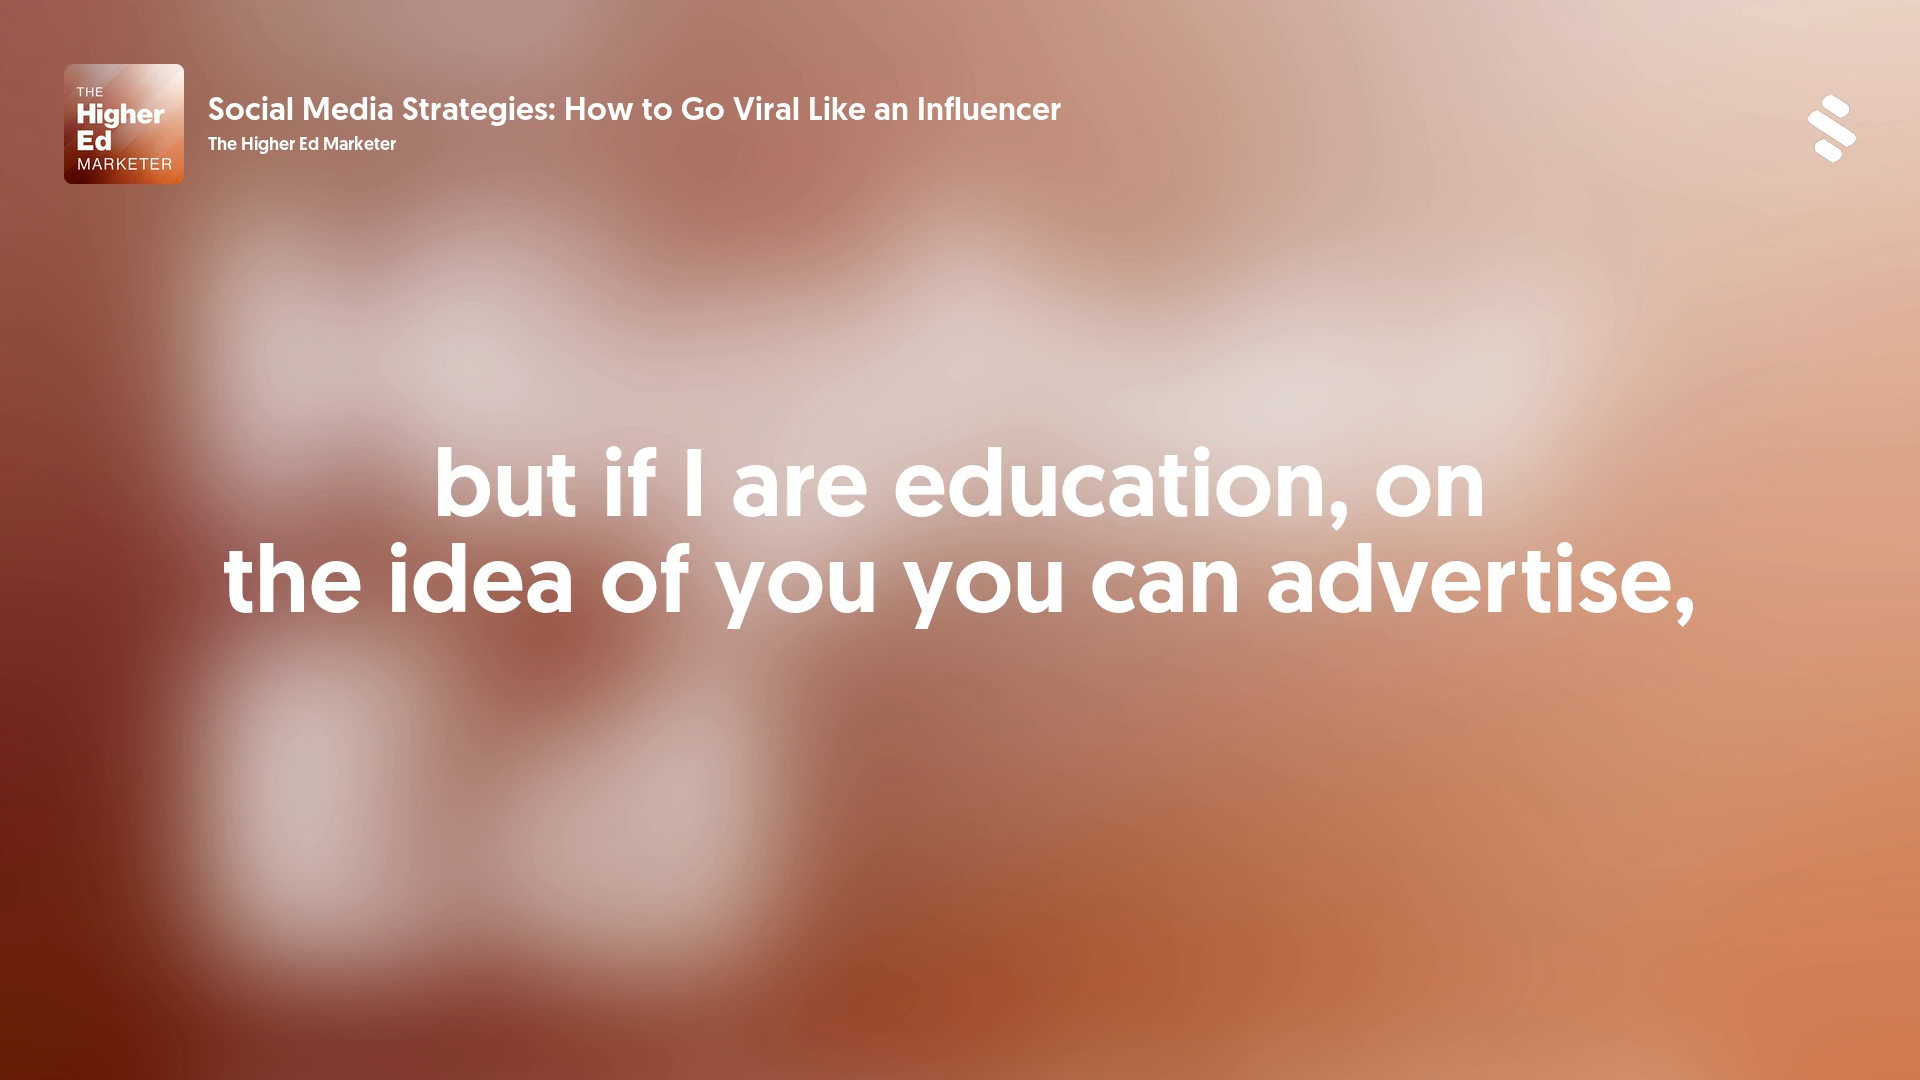 THE
Higher
Ed
MARKETER
Social Media Strategies: How to Go Viral Like an Influencer
The Higher Ed Marketer
but if I are education, on
the idea of you you can advertise,